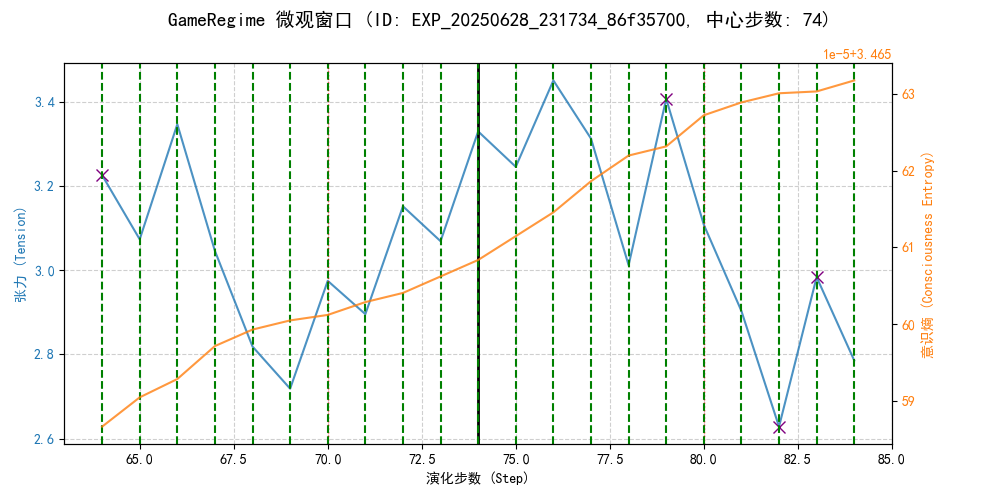 GameRegime 微观窗口 (ID: EXP_20250628_231734_86f35700, 中心步数: 74)
1e-5+3.465
3.4
3.2
3.0
2.8
2.6
张力 (Tension)
63
62
61
60
59
意识熵 (Consciousness Entropy)
65.0 67.5 70.0 72.5 75.0 77.5 80.0 82.5 85.0
演化步数 (Step)